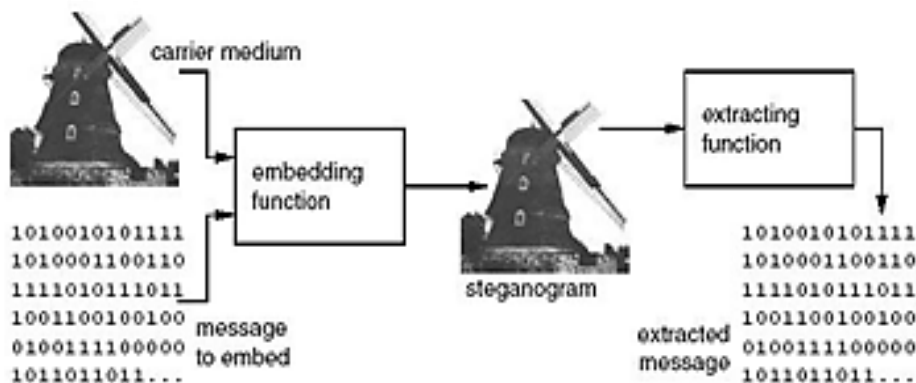 carrier medium
embedding
function
1010010101111
1010001100110
1111010111011
1001100100100
0100111100000
1011011011...
message
to embed
steganogram
extracting
function
1010010101111
1010001100110
1111010111011
1001100100100
0100111100000
1011011011...
extracted
message